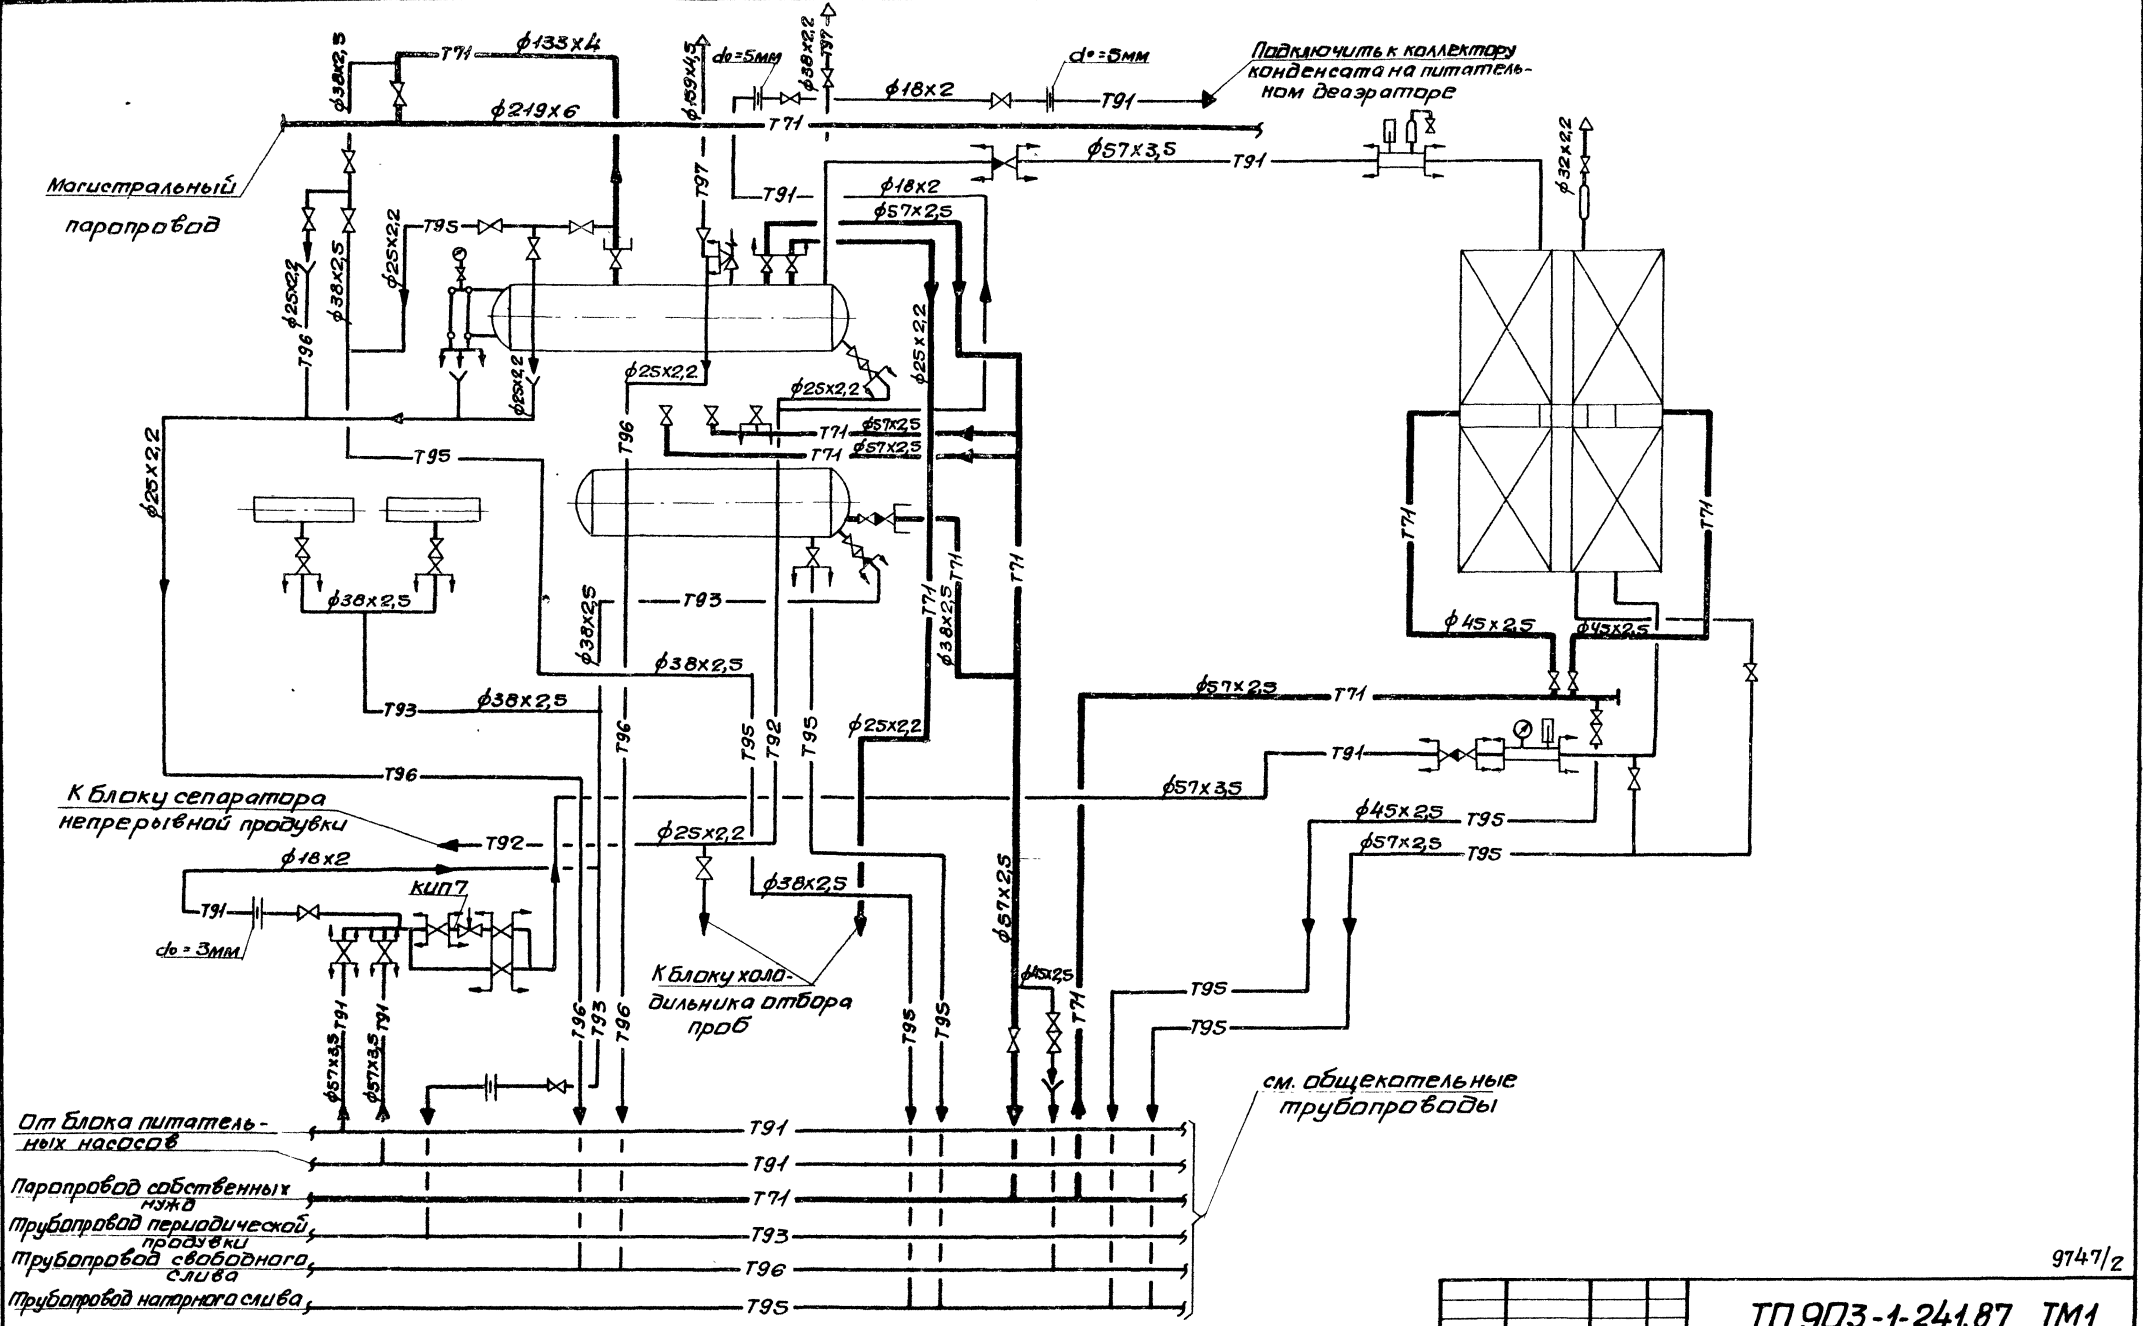 ф38х2,5
Т71
ф133х4
ф159х4,5
dо=5мм
ф38х2,2
Т97
ф18х2
dо=5мм
Т91
Подключить к коллектору
конденсата на питатель-
ном деаэраторе
ф219х6
Т71
ф57х3,5
Т91
ф32х2,2
Магистральный
паропровод
ф25х2,2
Т95
Т97
Т91
ф18х2
ф57х2,5
ф25х2,2
ф38х2,5
Т96
ф25х2,2
ф25х2,2
ф25х2,2
ф25х2,2
Т96
Т71
ф57х2,5
Т71
ф57х2,5
ф25х2,2
Т95
Т71
Т71
ф38х2,5
ф38х2,5
Т93
Т71
ф38х2,5
Т71
Т71
ф45х2,5
ф45х2,5
ф38х2,5
Т93
ф38х2,5
Т96
Т95
Т92
Т95
ф25х2,2
ф57х2,5
Т71
Т91
ф57х3,5
Т96
К блоку сепаратора
непрерывной продувки
Т92
ф25х2,2
ф45х2,5
Т95
ф57х2,5
Т95
ф18х2
кип7
ф38х2,5
ф57х2,5
Т91
dо=3мм
К блоку холо-
дильника отбора
проб
ф45х2,5
Т95
Т95
ф57х3,5
Т91
ф57х3,5
Т91
Т96
Т93
Т96
Т95
Т95
Т71
см. общекотельные
трубопроводы
От блока питатель-
ных насосов
Т91
Т91
Паропровод собственных
нужд
Т71
Трубопровод периодической
продувки
Т93
Трубопровод свободного
слива
Т96
Трубопровод напорного слива
Т95
9747/2
ТП 903-1-241.87 ТМ1